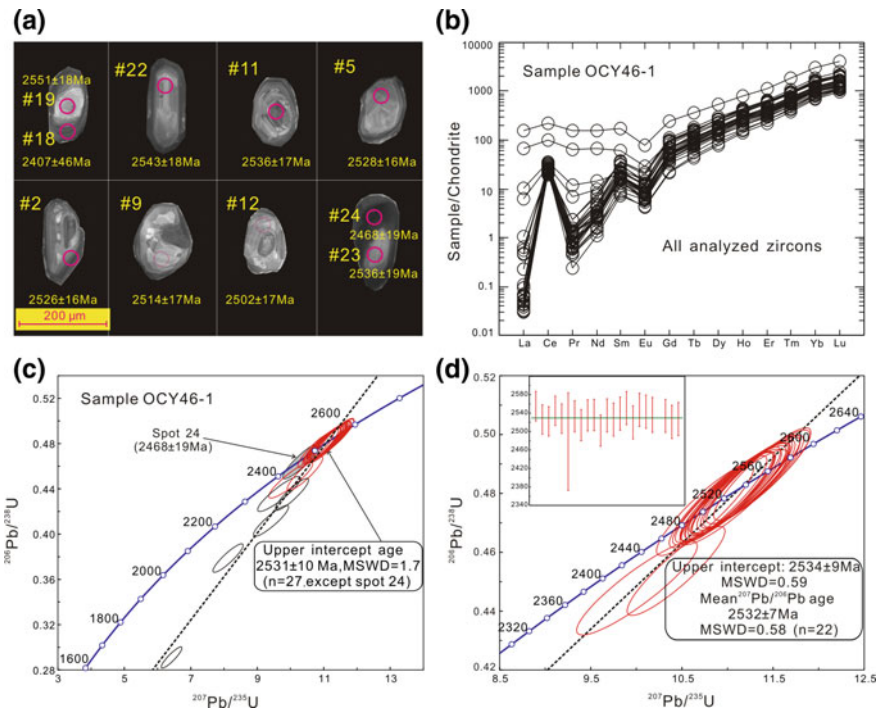 (a)
2551±18Ma
#19
#18
2407±46Ma
#22
2543±18Ma
#11
2536±17Ma
#5
2528±16Ma
#2
2526±16Ma
200 μm
#9
2514±17Ma
#12
2502±17Ma
#24
2468±19Ma
#23
2536±19Ma
(b)
Sample/Chondrite
10000
1000
100
10
1
0.1
0.01
Sample OCY46-1
All analyzed zircons
La Ce Pr Nd Sm Eu Gd Tb Dy Ho Er Tm Yb Lu
(c)
Sample OCY46-1
²⁰⁶Pb/²³⁸U
0.52
0.48
0.44
0.40
0.36
0.32
0.28
2600
2400
2200
2000
1800
1600
Spot 24
(2468±19Ma)
Upper intercept age
2531±10 Ma,MSWD=1.7
(n=27,except spot 24)
3 5 7 9 11 13
²⁰⁷Pb/²³⁵U
(d)
²⁰⁶Pb/²³⁸U
0.52
0.50
0.48
0.46
0.44
0.42
2580
2540
2500
2460
2420
2380
2340
2640
2600
2560
2520
2480
2440
2400
2360
2320
Upper intercept: 2534±9Ma
MSWD=0.59
Mean²⁰⁷Pb/²⁰⁶Pb age
2532±7Ma
MSWD=0.58 (n=22)
8.5 9.5 10.5 11.5 12.5
²⁰⁷Pb/²³⁵U